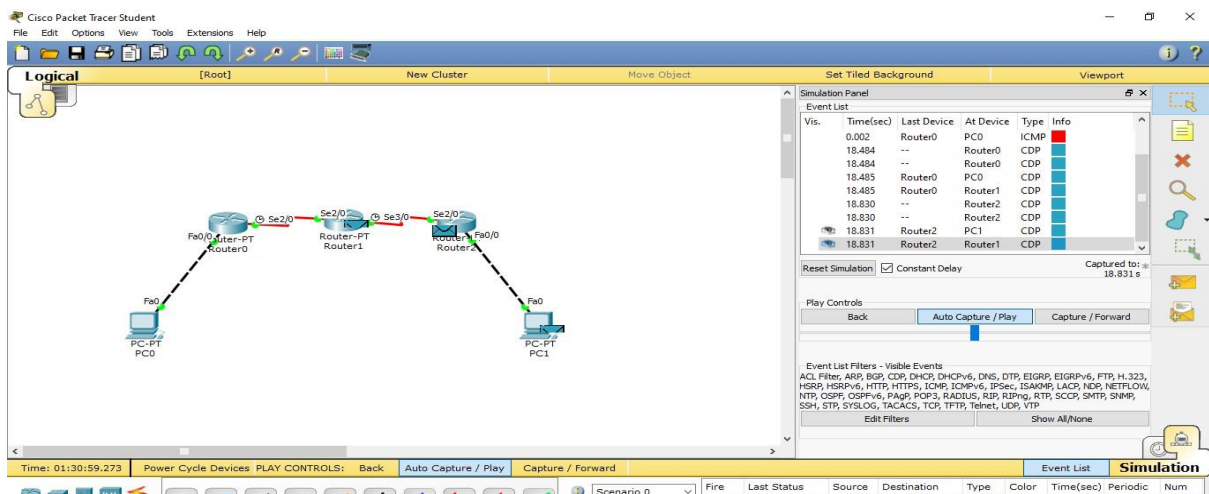 Cisco Packet Tracer Student
File Edit Options View Tools Extensions Help
Logical [Root] New Cluster Move Object Set Tiled Background Viewport
Simulation Panel
Event List
Vis. Time(sec) Last Device At Device Type Info
0.002 Router0 PC0 ICMP
18.484 -- Router0 CDP
18.484 -- Router0 CDP
18.485 Router0 PC0 CDP
18.485 Router0 Router1 CDP
18.830 -- Router2 CDP
18.830 -- Router2 CDP
18.831 Router2 PC1 CDP
18.831 Router2 Router1 CDP
Reset Simulation Constant Delay Captured to: *
18.831 s
Play Controls
Back Auto Capture / Play Capture / Forward
Event List Filters - Visible Events
ACL Filter, ARP, BGP, CDP, DHCP, DHCPv6, DNS, DTP, EIGRP, EIGRPv6, FTP, H.323,
HSRP, HSRPv6, HTTP, HTTPS, ICMP, ICMPv6, IPSec, ISAKMP, LACP, NDP, NETFLOW,
NTP, OSPF, OSPFv6, PAgP, POP3, RADIUS, RIP, RIPng, RTP, SCCP, SMTP, SNMP,
SSH, STP, SYSLOG, TACACS, TCP, TFTP, Telnet, UDP, VTP
Edit Filters Show All/None
Se2/0 Se2/0 Se3/0 Se2/0
Fa0/0 Router-PT Fa0/0
Router0 Router1 Router2
Fa0 Fa0
PC-PT PC-PT
PC0 PC1
Time: 01:30:59.273 Power Cycle Devices PLAY CONTROLS: Back Auto Capture / Play Capture / Forward Event List Simulation
Scenario 0 Fire Last Status Source Destination Type Color Time(sec) Periodic Num